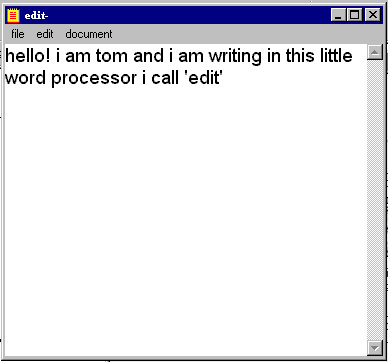 edit-
file edit document
hello! i am tom and i am writing in this little
word processor i call 'edit'